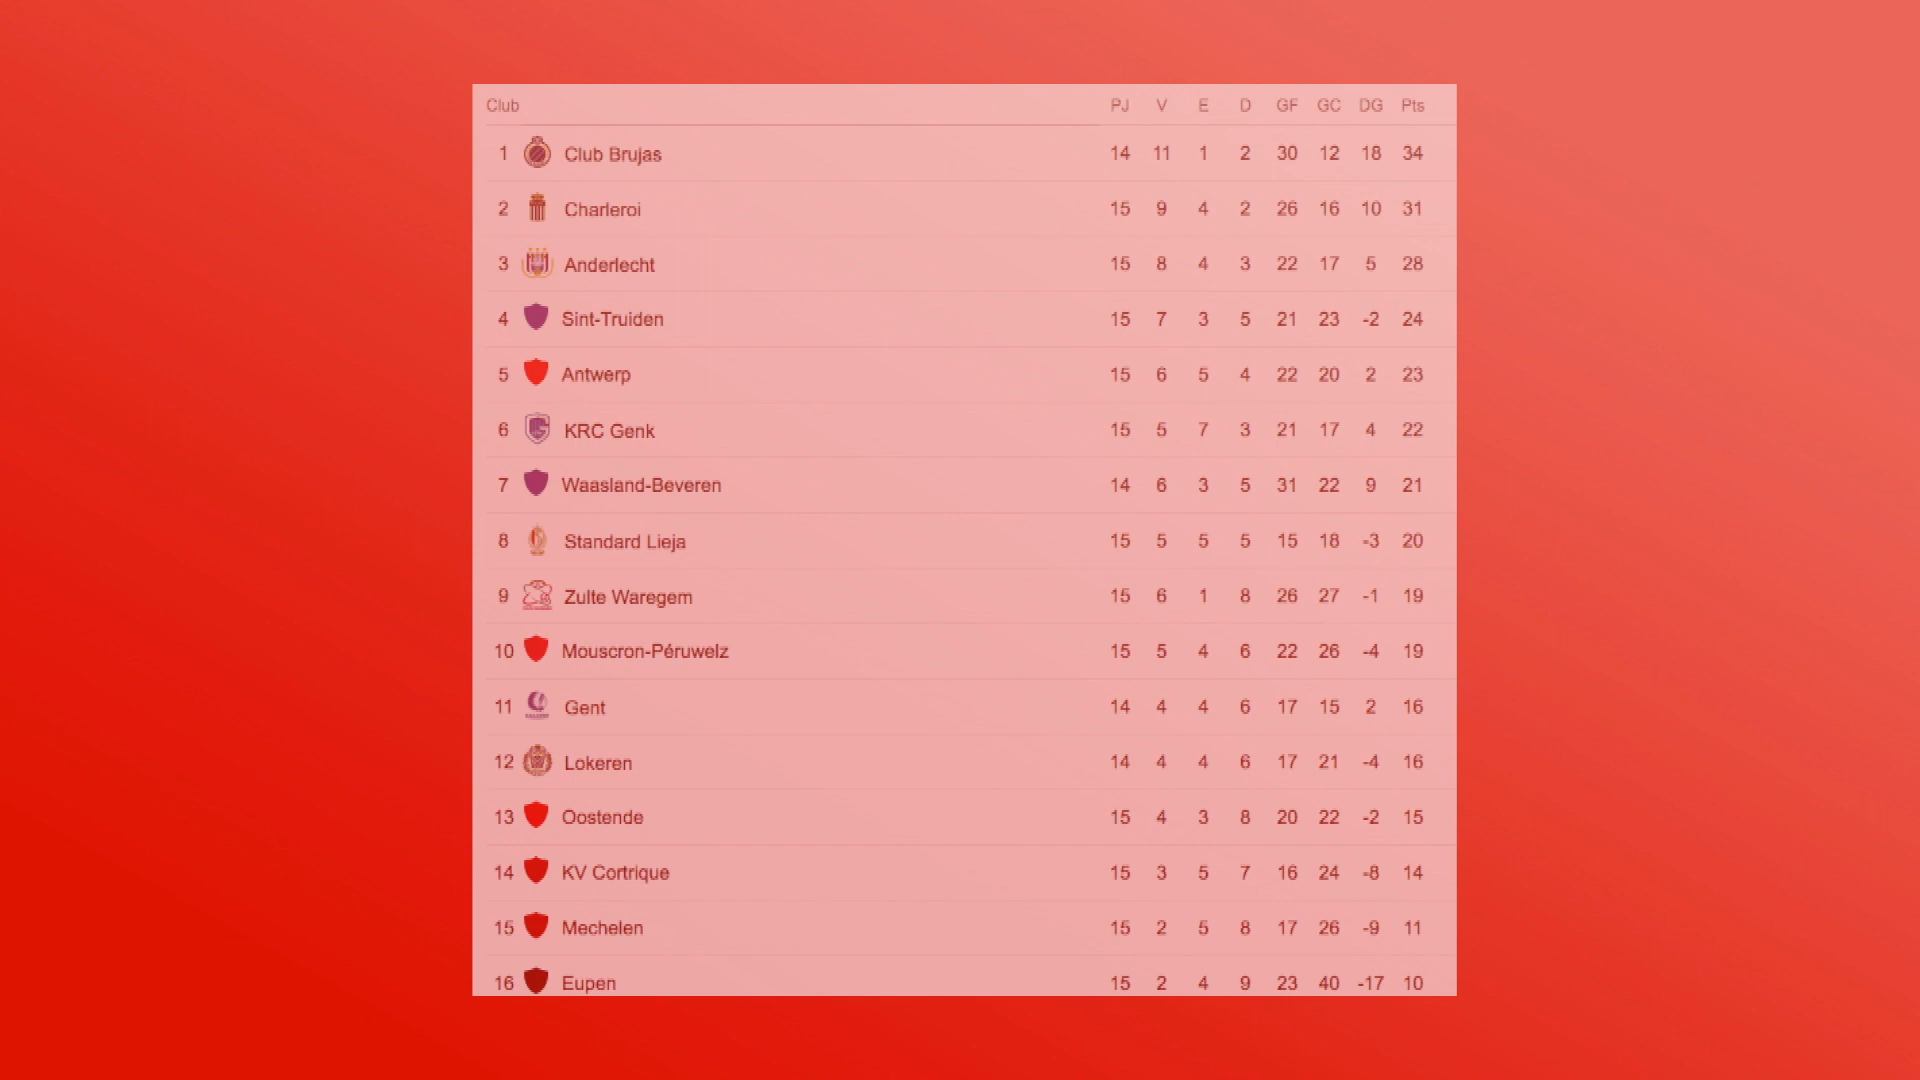 Club PJ V E D GF GC DG Pts
1 Club Brujas 14 11 1 2 30 12 18 34
2 Charleroi 15 9 4 2 26 16 10 31
3 Anderlecht 15 8 4 3 22 17 5 28
4 Sint-Truiden 15 7 3 5 21 23 -2 24
5 Antwerp 15 6 5 4 22 20 2 23
6 KRC Genk 15 5 7 3 21 17 4 22
7 Waasland-Beveren 14 6 3 5 31 22 9 21
8 Standard Lieja 15 5 5 5 15 18 -3 20
9 Zulte Waregem 15 6 1 8 26 27 -1 19
10 Mouscron-Péruwelz 15 5 4 6 22 26 -4 19
11 Gent 14 4 4 6 17 15 2 16
12 Lokeren 14 4 4 6 17 21 -4 16
13 Oostende 15 4 3 8 20 22 -2 15
14 KV Cortrique 15 3 5 7 16 24 -8 14
15 Mechelen 15 2 5 8 17 26 -9 11
16 Eupen 15 2 4 9 23 40 -17 10